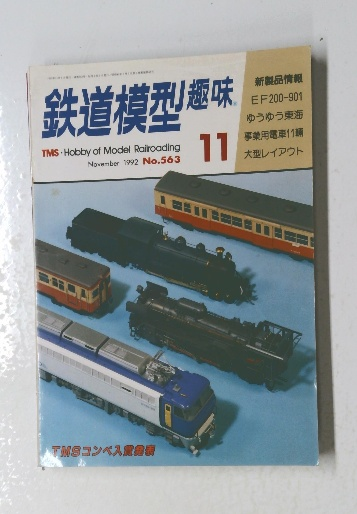 鉄道模型趣味
TMS・Hobby of Model Railroading
November 1992 No.563
11
新製品情報
EF200-901
ゆうゆう東海
事業用電車11輛
大型レイアウト
TMSコンペ入賞発表